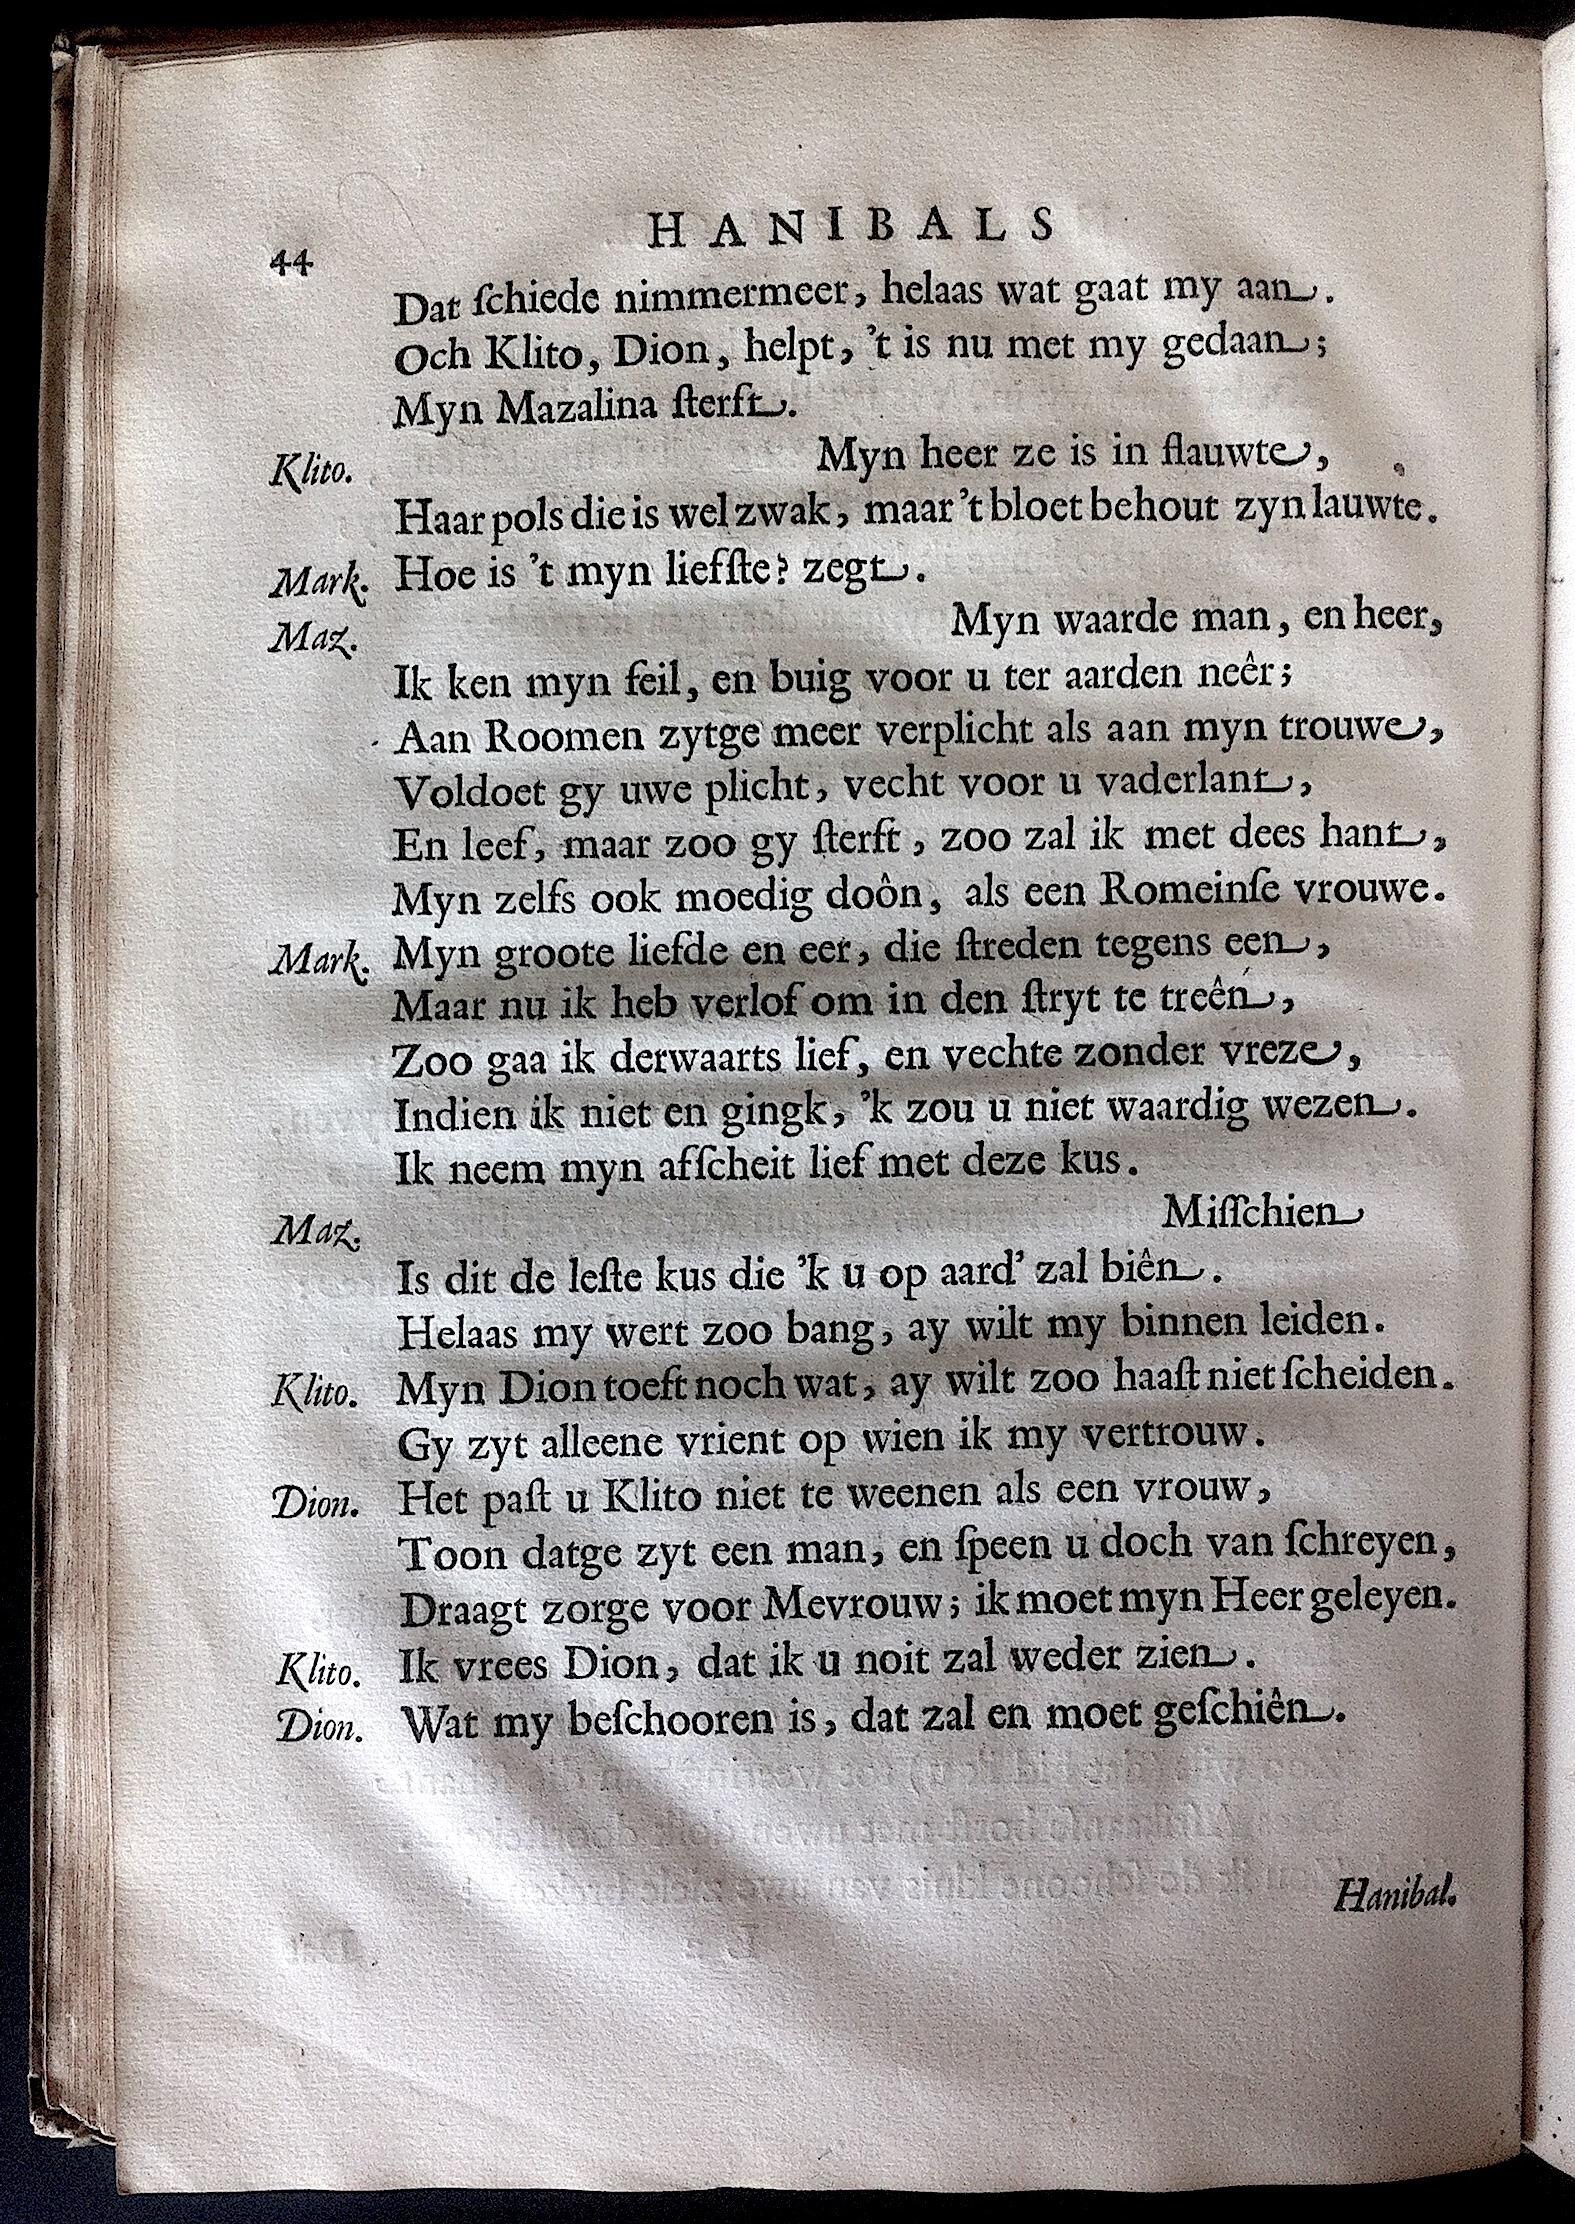 HANIBALS
44
Dat ſchiede nimmermeer, helaas wat gaat my aan.
Och Klito, Dion, helpt, 't is nu met my gedaan;
Myn Mazalina ſterft.
Klito. Myn heer ze is in flauwte,
Haar pols die is wel zwak, maar 't bloet behout zyn lauwte.
Mark. Hoe is 't myn liefſte? zegt.
Maz. Myn waarde man, en heer,
Ik ken myn feil, en buig voor u ter aarden neêr;
Aan Roomen zytge meer verplicht als aan myn trouwe,
Voldoet gy uwe plicht, vecht voor u vaderlant,
En leef, maar zoo gy ſterft, zoo zal ik met dees hant,
Myn zelfs ook moedig doôn, als een Romeinſe vrouwe.
Mark. Myn groote liefde en eer, die ſtreden tegens een,
Maar nu ik heb verlof om in den ſtryt te treên,
Zoo gaa ik derwaarts lief, en vechte zonder vreze,
Indien ik niet en gingk, 'k zou u niet waardig wezen.
Ik neem myn afſcheit lief met deze kus.
Maz. Miſſchien
Is dit de leſte kus die 'k u op aard' zal biên.
Helaas my wert zoo bang, ay wilt my binnen leiden.
Klito. Myn Dion toeft noch wat, ay wilt zoo haaſt niet ſcheiden.
Gy zyt alleene vrient op wien ik my vertrouw.
Dion. Het paſt u Klito niet te weenen als een vrouw,
Toon datge zyt een man, en ſpeen u doch van ſchreyen,
Draagt zorge voor Mevrouw; ik moet myn Heer geleyen.
Klito. Ik vrees Dion, dat ik u noit zal weder zien.
Dion. Wat my beſchooren is, dat zal en moet geſchiên.
Hanibal.